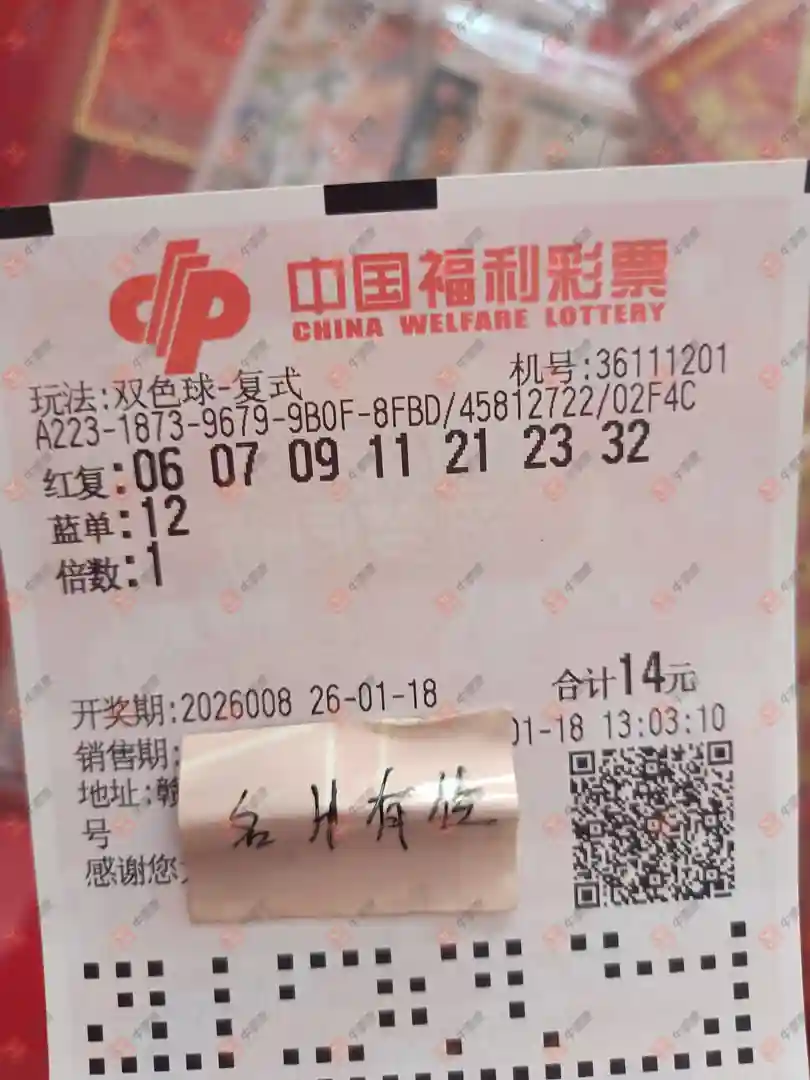 中国福利彩票
CHINA WELFARE LOTTERY
玩法:双色球-复式 机号:36111201
A223-1873-9679-9B0F-8FBD/45812722/02F4C
红复:06 07 09 11 21 23 32
蓝单:12
倍数:1
合计14元
开奖期:2026008 26-01-18
销售期: 01-18 13:03:10
地址:赣
号
感谢您
名片有位